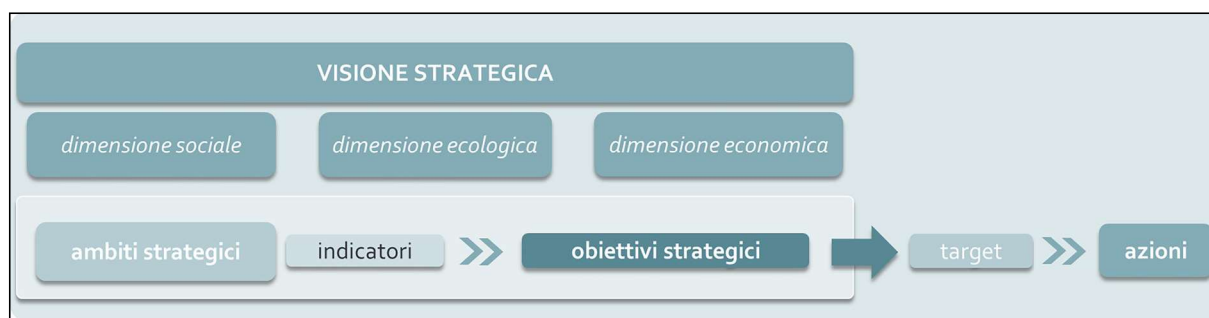 VISIONE STRATEGICA
dimensione sociale
dimensione ecologica
dimensione economica
ambiti strategici
indicatori
obiettivi strategici
target
azioni